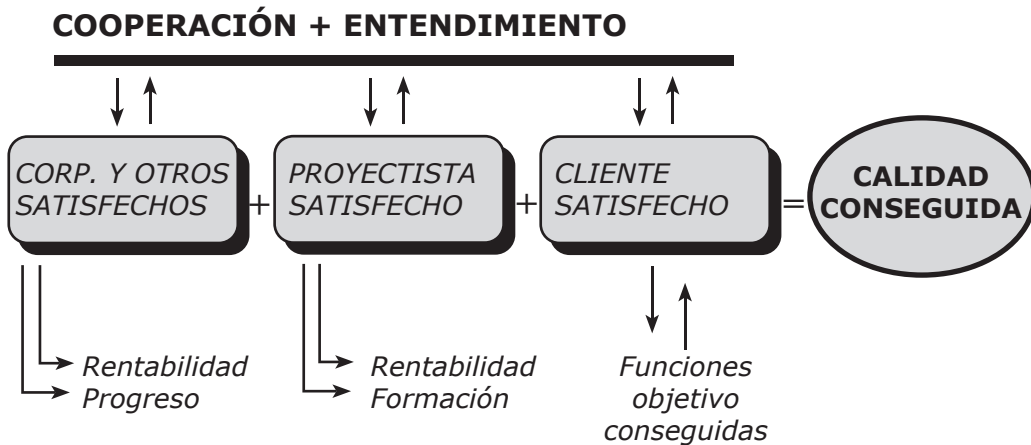 COOPERACIÓN + ENTENDIMIENTO
CORP. Y OTROS
SATISFECHOS
+
PROYECTISTA
SATISFECHO
+
CLIENTE
SATISFECHO
=
CALIDAD
CONSEGUIDA
Rentabilidad
Progreso
Rentabilidad
Formación
Funciones
objetivo
conseguidas